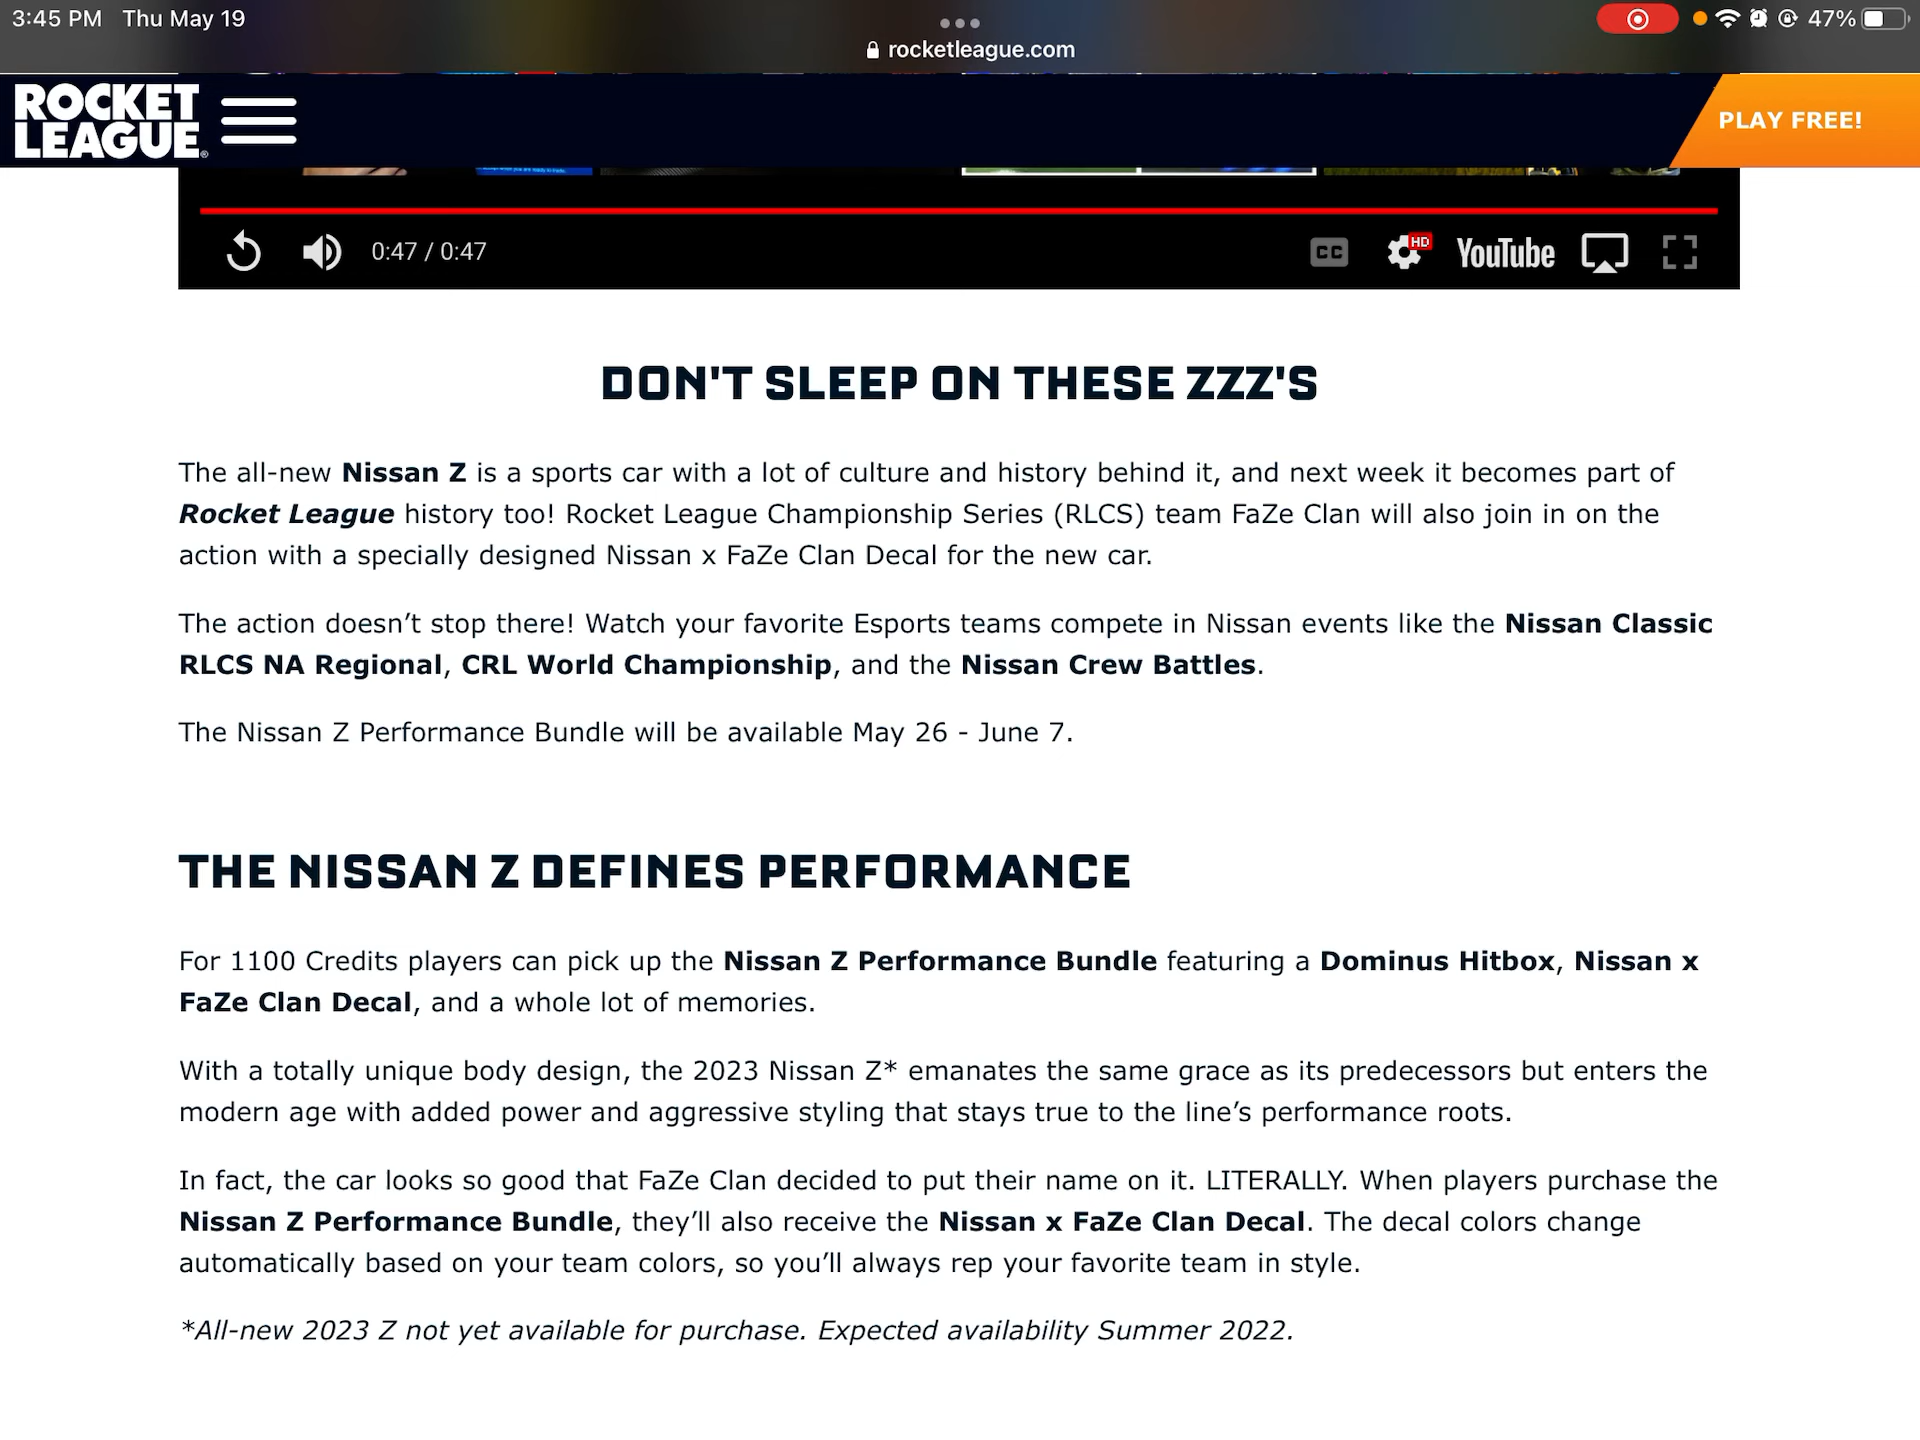 3:45 PM Thu May 19
47%
rocketleague.com
ROCKET
LEAGUE®
PLAY FREE!
0:47 / 0:47
CC
HD
YouTube
DON'T SLEEP ON THESE ZZZ'S
The all-new Nissan Z is a sports car with a lot of culture and history behind it, and next week it becomes part of
Rocket League history too! Rocket League Championship Series (RLCS) team FaZe Clan will also join in on the
action with a specially designed Nissan x FaZe Clan Decal for the new car.
The action doesn’t stop there! Watch your favorite Esports teams compete in Nissan events like the Nissan Classic
RLCS NA Regional, CRL World Championship, and the Nissan Crew Battles.
The Nissan Z Performance Bundle will be available May 26 - June 7.
THE NISSAN Z DEFINES PERFORMANCE
For 1100 Credits players can pick up the Nissan Z Performance Bundle featuring a Dominus Hitbox, Nissan x
FaZe Clan Decal, and a whole lot of memories.
With a totally unique body design, the 2023 Nissan Z* emanates the same grace as its predecessors but enters the
modern age with added power and aggressive styling that stays true to the line’s performance roots.
In fact, the car looks so good that FaZe Clan decided to put their name on it. LITERALLY. When players purchase the
Nissan Z Performance Bundle, they’ll also receive the Nissan x FaZe Clan Decal. The decal colors change
automatically based on your team colors, so you’ll always rep your favorite team in style.
*All-new 2023 Z not yet available for purchase. Expected availability Summer 2022.